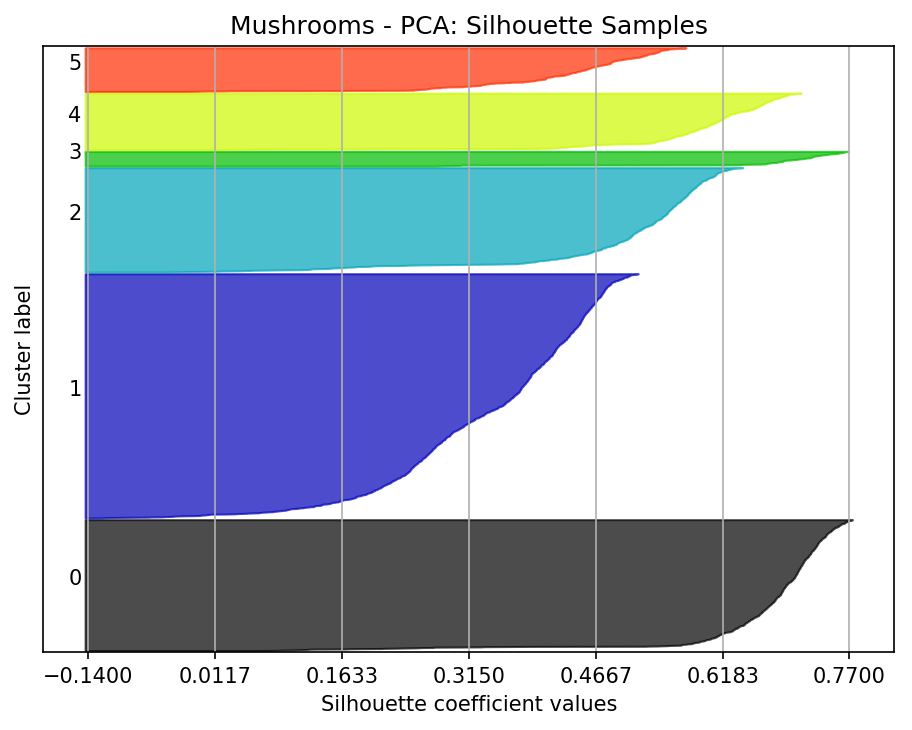 Mushrooms - PCA: Silhouette Samples
5
4
3
2
1
0
Cluster label
−0.1400 0.0117 0.1633 0.3150 0.4667 0.6183 0.7700
Silhouette coefficient values